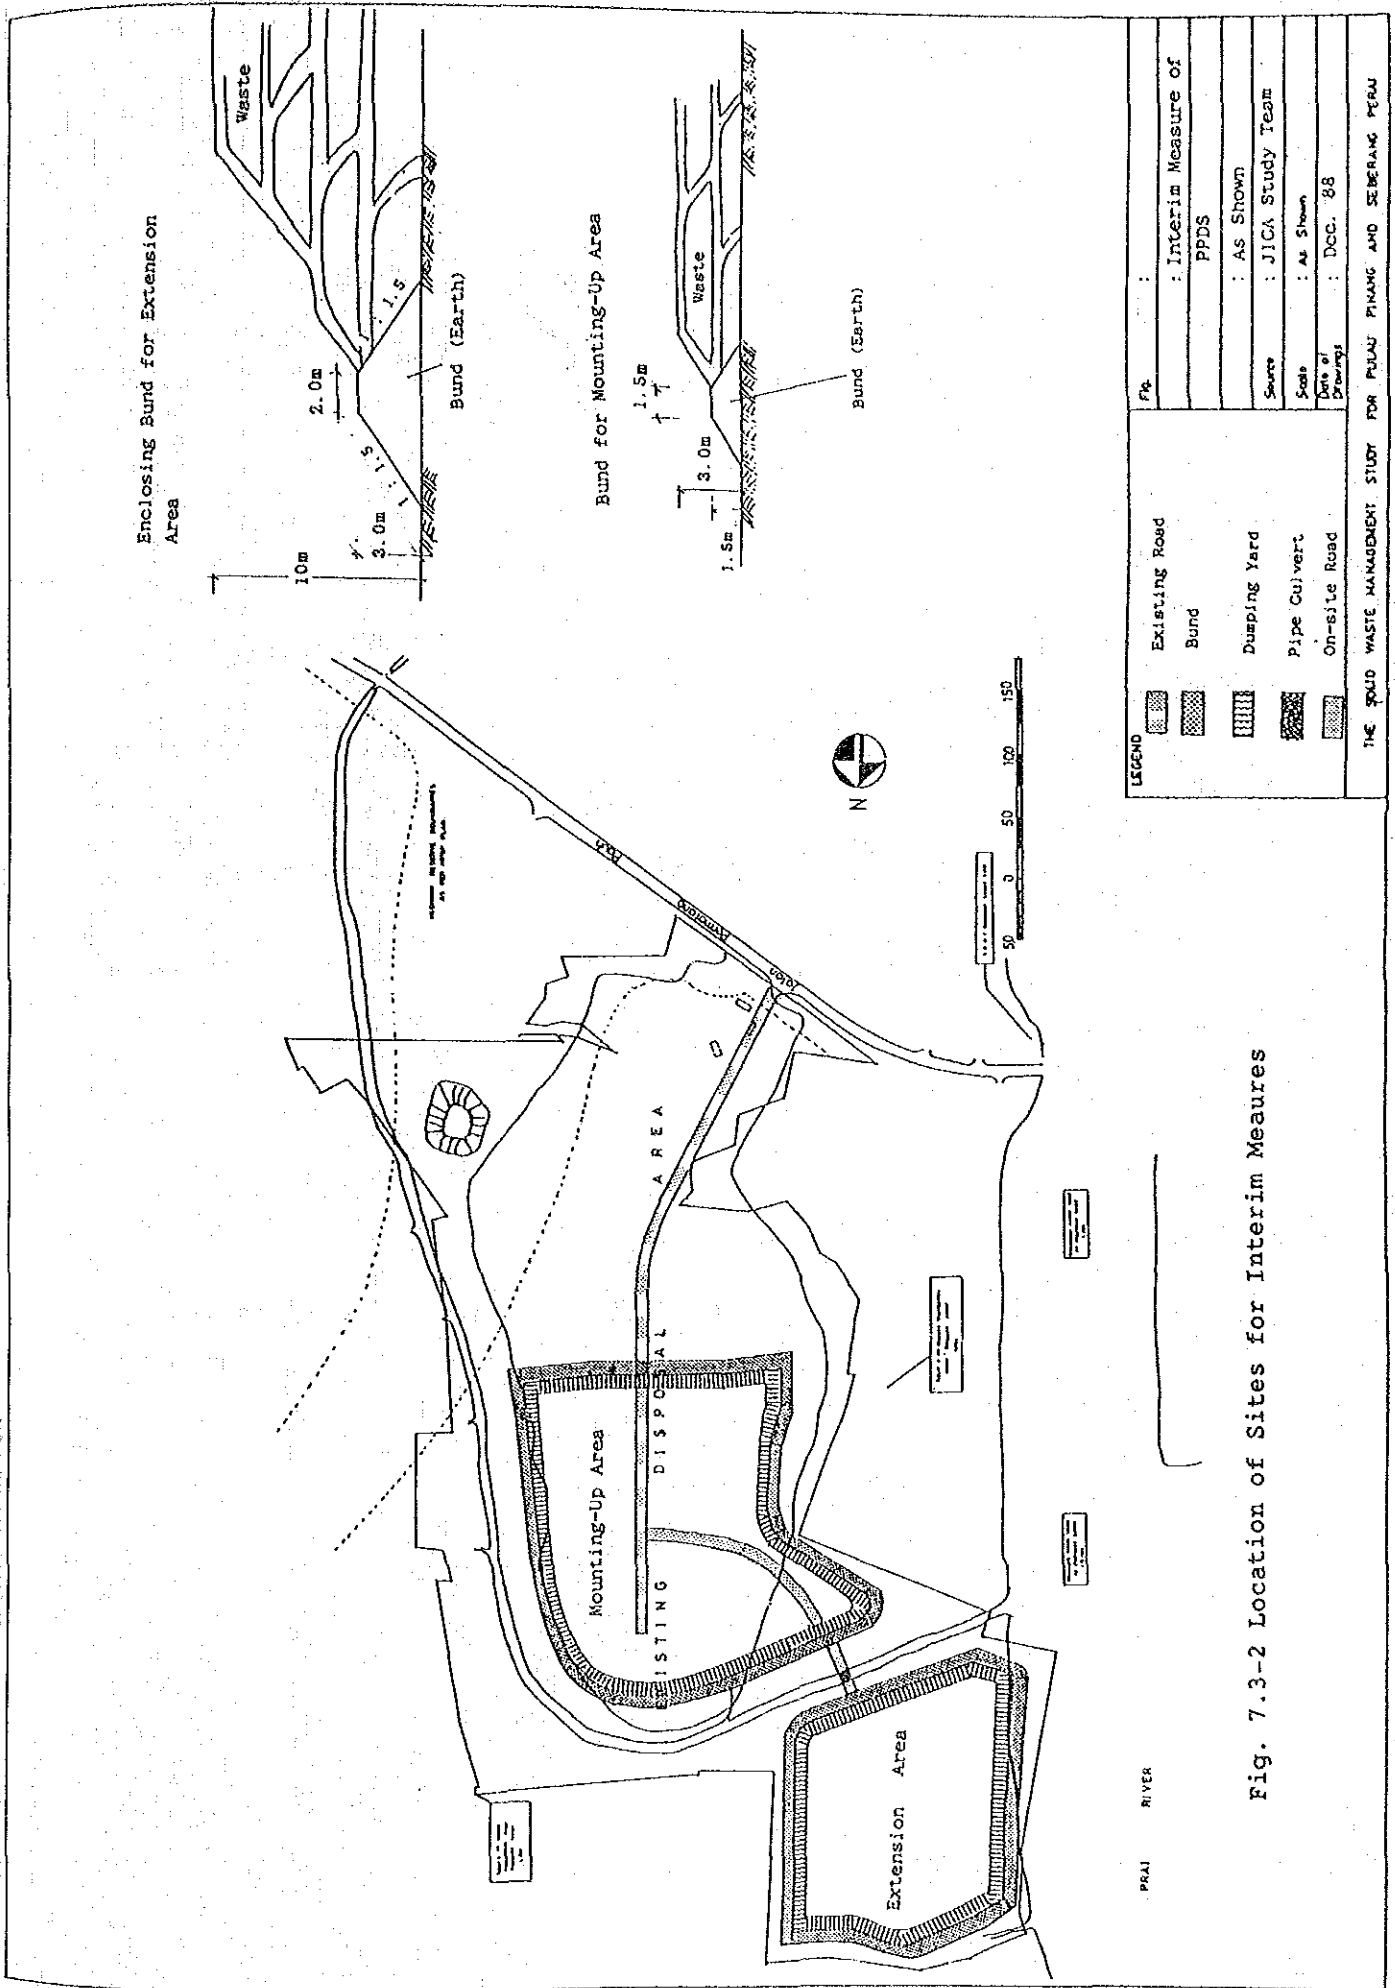 Enclosing Bund for Extension
Area
10m
3.0m
1 : 1.5
2.0m
1.5
Waste
Bund (Earth)
Bund for Mounting-Up Area
1.5m
3.0m
1.5m
Waste
Bund (Earth)
Mounting-Up Area
EXISTING DISPOSAL AREA
Extension Area
Jalan
Permatang
Pauh
N
50 0 50 100 150
PRAI RIVER
LEGEND
Existing Road
Bund
Dumping Yard
Pipe Culvert
On-site Road
Fig. :
: Interim Measure of
PPDS
: As Shown
Source : JICA Study Team
Scale : As Shown
Date of Drawings : Dec. 88
THE SOLID WASTE MANAGEMENT STUDY FOR PULAU PINANG AND SEBERANG PERAI
Fig. 7.3-2 Location of Sites for Interim Meaures